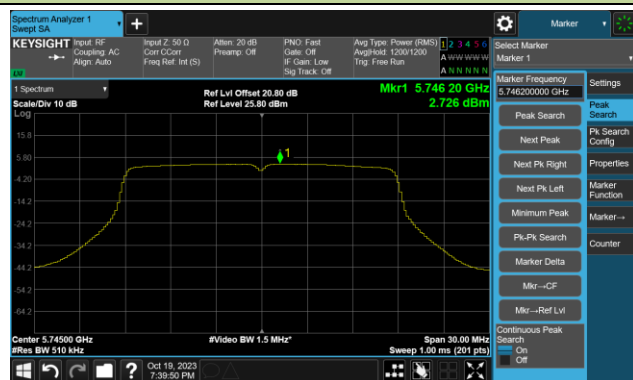 Spectrum Analyzer 1
Swept SA
+
Marker
KEYSIGHT
Input: RF
Coupling: AC
Align: Auto
Input Z: 50 Ω
Corr CCorr
Freq Ref: Int (S)
Atten: 20 dB
Preamp: Off
PNO: Fast
Gate: Off
IF Gain: Low
Sig Track: Off
Avg Type: Power (RMS)
Avg|Hold: 1200/1200
Trig: Free Run
1 2 3 4 5 6
A W W W W W
A N N N N N
Select Marker
Marker 1
LXI
1 Spectrum
Scale/Div 10 dB
Log
Ref Lvl Offset 20.80 dB
Ref Level 25.80 dBm
Mkr1 5.746 20 GHz
2.726 dBm
15.8
5.80
-4.20
-14.2
-24.2
-34.2
-44.2
-54.2
-64.2
1
Center 5.74500 GHz
#Res BW 510 kHz
#Video BW 1.5 MHz*
Span 30.00 MHz
Sweep 1.00 ms (201 pts)
Marker Frequency
5.746200000 GHz
Peak Search
Next Peak
Next Pk Right
Next Pk Left
Minimum Peak
Pk-Pk Search
Marker Delta
Mkr→CF
Mkr→Ref Lvl
Continuous Peak
Search
On
Off
Settings
Peak
Search
Pk Search
Config
Properties
Marker
Function
Marker→
Counter
?
Oct 19, 2023
7:39:50 PM